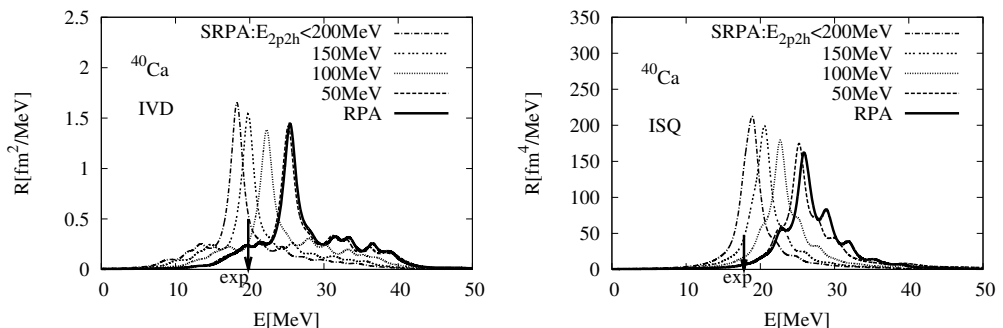 2.5
2
1.5
1
0.5
0
R[fm²/MeV]
SRPA:E₂ₚ₂ₕ<200MeV
150MeV
100MeV
50MeV
RPA
⁴⁰Ca
IVD
exp
0 10 20 30 40 50
E[MeV]
350
300
250
200
150
100
50
0
R[fm⁴/MeV]
SRPA:E₂ₚ₂ₕ<200MeV
150MeV
100MeV
50MeV
RPA
⁴⁰Ca
ISQ
exp
0 10 20 30 40 50
E[MeV]